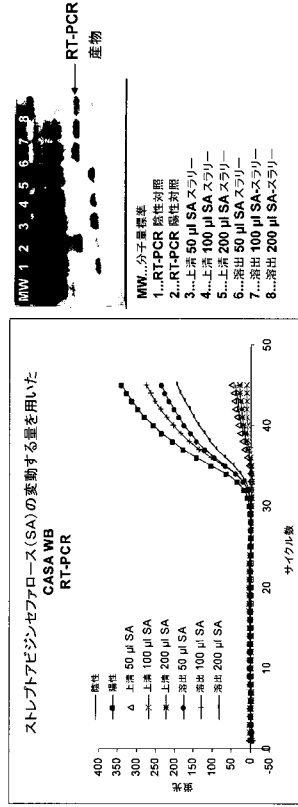 ストレプトアビジンセファロース(SA)の変動する量を用いた
CASA WB
RT-PCR
400
350
300
250
200
150
100
50
0
-50
蛍光
陰性
陽性
上清 50 µl SA
上清 100 µl SA
上清 200 µl SA
溶出 50 µl SA
溶出 100 µl SA
溶出 200 µl SA
0
10
20
30
40
50
サイクル数
MW 1 2 3 4 5 6 7 8
RT-PCR
産物
MW...分子量標準
1...RT-PCR 陰性対照
2...RT-PCR 陽性対照
3...上清 50 µl SA スラリー
4...上清 100 µl SA スラリー
5...上清 200 µl SA スラリー
6...溶出 50 µl SA スラリー
7...溶出 100 µl SA-スラリー
8...溶出 200 µl SA-スラリー